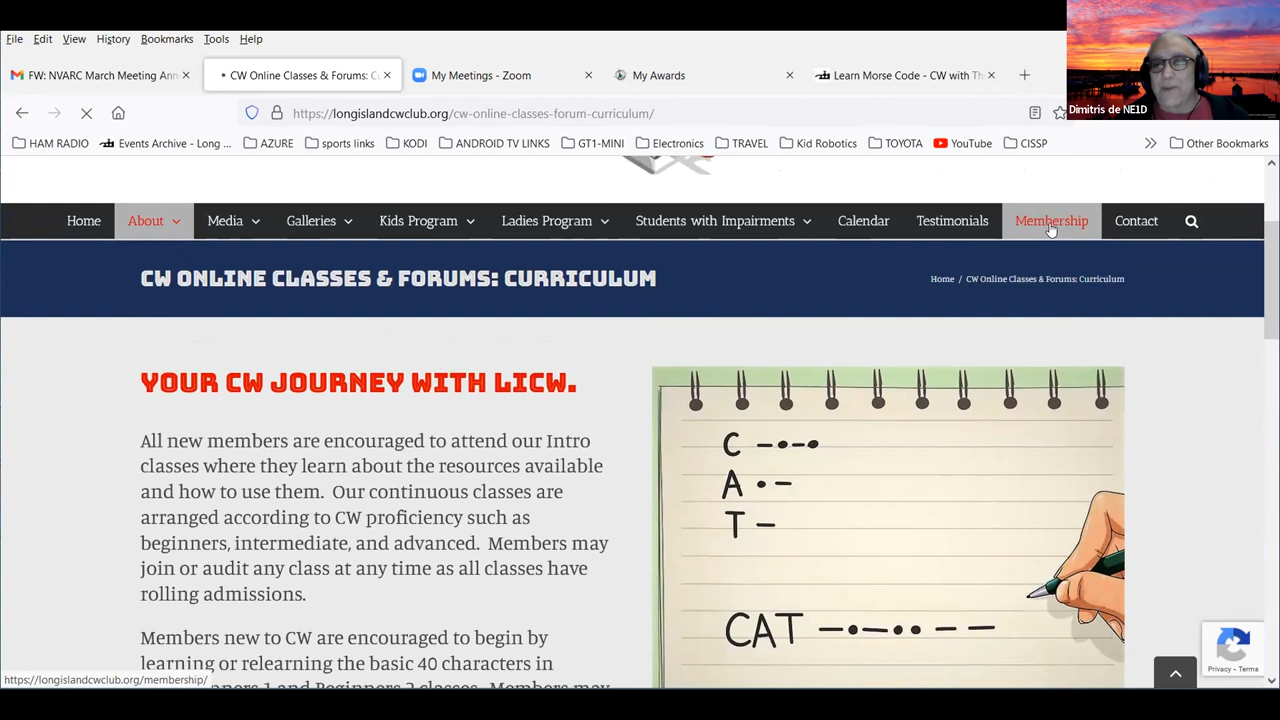 File Edit View History Bookmarks Tools Help
FW: NVARC March Meeting Ann
CW Online Classes & Forums: C
My Meetings - Zoom
My Awards
Learn Morse Code - CW with Th
https://longislandcwclub.org/cw-online-classes-forum-curriculum/
Dimitris de NE1D
HAM RADIO Events Archive - Long ... AZURE sports links KODI ANDROID TV LINKS GT1-MINI Electronics TRAVEL Kid Robotics TOYOTA YouTube CISSP Other Bookmarks
Home About Media Galleries Kids Program Ladies Program Students with Impairments Calendar Testimonials Membership Contact
CW ONLINE CLASSES & FORUMS: CURRICULUM
Home / CW Online Classes & Forums: Curriculum
YOUR CW JOURNEY WITH LICW.
All new members are encouraged to attend our Intro
classes where they learn about the resources available
and how to use them. Our continuous classes are
arranged according to CW proficiency such as
beginners, intermediate, and advanced. Members may
join or audit any class at any time as all classes have
rolling admissions.
Members new to CW are encouraged to begin by
learning or relearning the basic 40 characters in
1 and Beginners 2 classes. Members may
C −•−•
A •−
T −
CAT −•−•• − −
Privacy - Terms
https://longislandcwclub.org/membership/